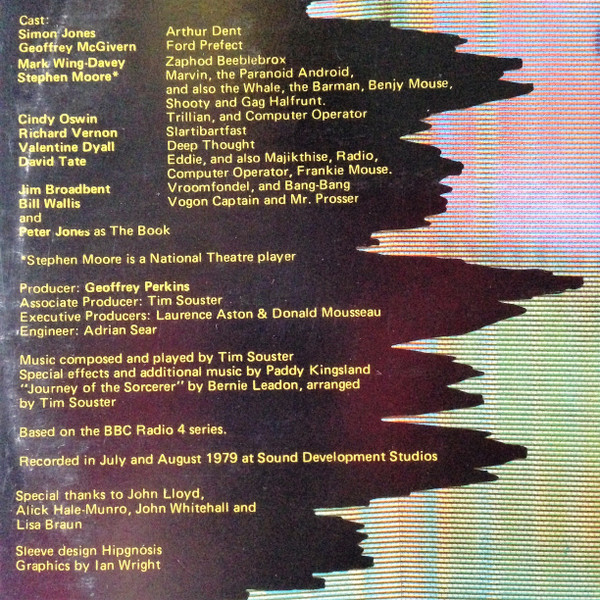 Cast:
Simon Jones Arthur Dent
Geoffrey McGivern Ford Prefect
Mark Wing-Davey Zaphod Beeblebrox
Stephen Moore* Marvin, the Paranoid Android,
and also the Whale, the Barman, Benjy Mouse,
Shooty and Gag Halfrunt.
Cindy Oswin Trillian, and Computer Operator
Richard Vernon Slartibartfast
Valentine Dyall Deep Thought
David Tate Eddie, and also Majikthise, Radio,
Computer Operator, Frankie Mouse.
Jim Broadbent Vroomfondel, and Bang-Bang
Bill Wallis Vogon Captain and Mr. Prosser
and
Peter Jones as The Book
*Stephen Moore is a National Theatre player
Producer: Geoffrey Perkins
Associate Producer: Tim Souster
Executive Producers: Laurence Aston & Donald Mousseau
Engineer: Adrian Sear
Music composed and played by Tim Souster
Special effects and additional music by Paddy Kingsland
"Journey of the Sorcerer" by Bernie Leadon, arranged
by Tim Souster
Based on the BBC Radio 4 series.
Recorded in July and August 1979 at Sound Development Studios
Special thanks to John Lloyd,
Alick Hale-Munro, John Whitehall and
Lisa Braun
Sleeve design Hipgnósis
Graphics by Ian Wright